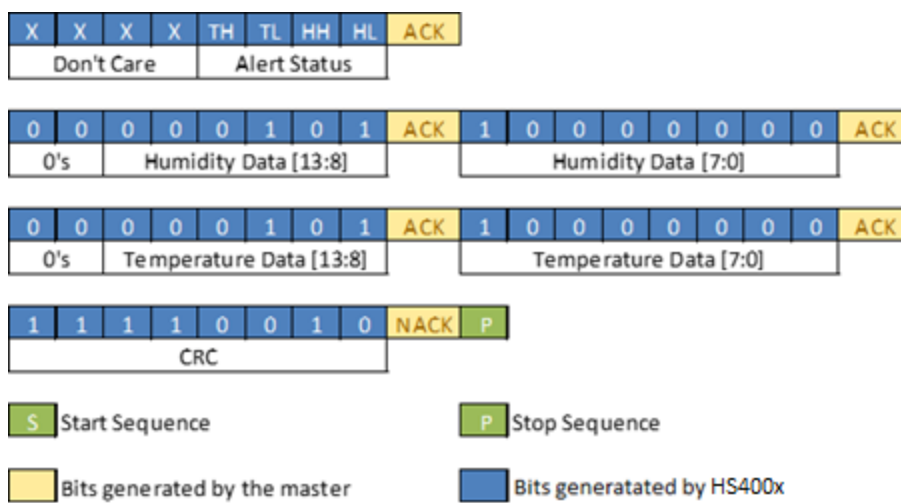 X X X X TH TL HH HL ACK
Don't Care Alert Status
0 0 0 0 0 1 0 1 ACK 1 0 0 0 0 0 0 0 ACK
0's Humidity Data [13:8] Humidity Data [7:0]
0 0 0 0 0 1 0 1 ACK 1 0 0 0 0 0 0 0 ACK
0's Temperature Data [13:8] Temperature Data [7:0]
1 1 1 1 0 0 1 0 NACK P
CRC
S Start Sequence P Stop Sequence
Bits generated by the master Bits generatated by HS400x